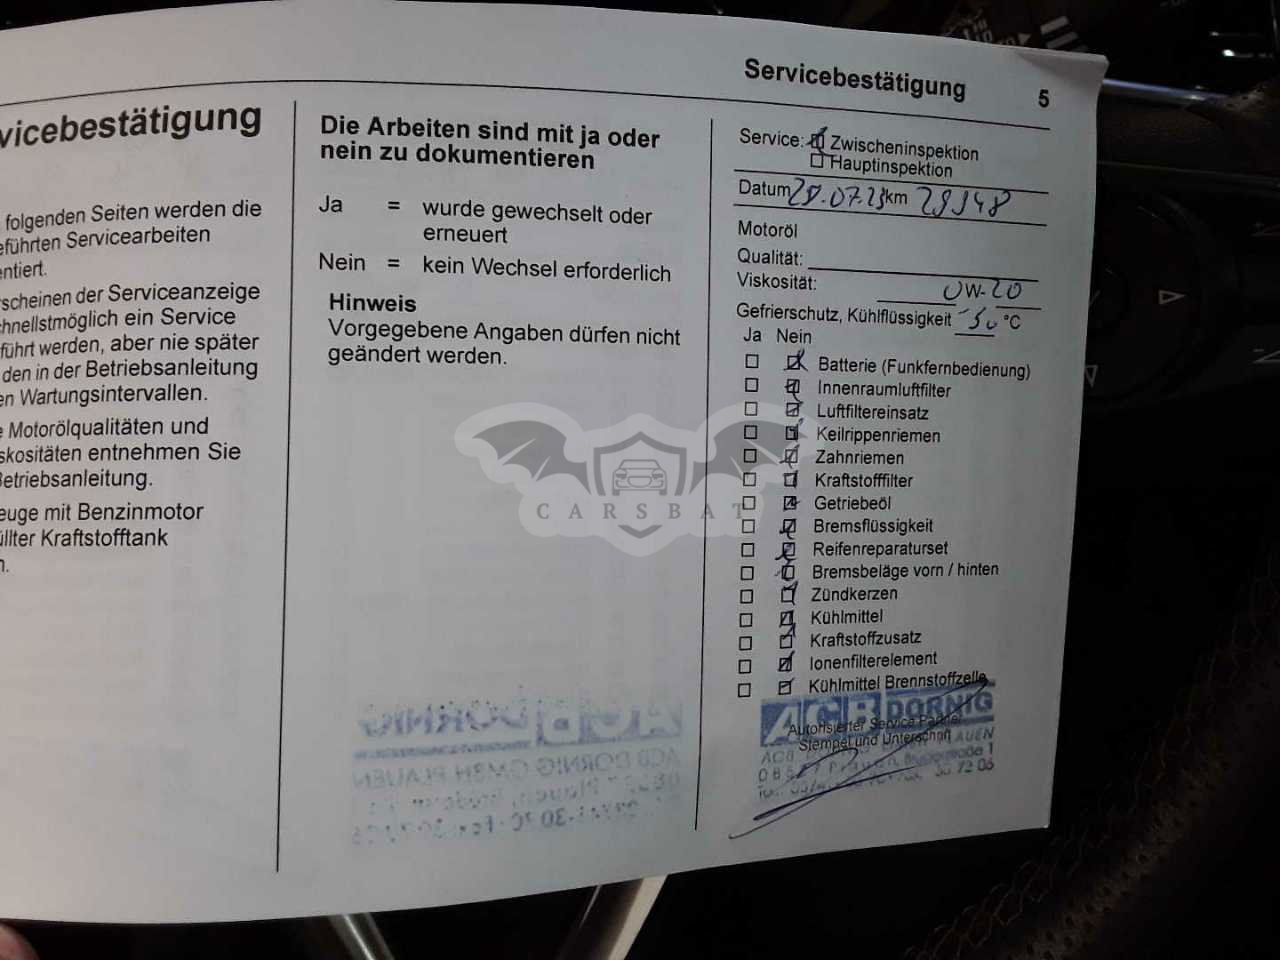 Servicebestätigung 5
vicebestätigung
folgenden Seiten werden die
eführten Servicearbeiten
entiert.
scheinen der Serviceanzeige
chnellstmöglich ein Service
führt werden, aber nie später
den in der Betriebsanleitung
en Wartungsintervallen.
e Motorölqualitäten und
skositäten entnehmen Sie
Betriebsanleitung.
euge mit Benzinmotor
üllter Kraftstofftank
n.
Die Arbeiten sind mit ja oder
nein zu dokumentieren
Ja = wurde gewechselt oder
erneuert
Nein = kein Wechsel erforderlich
Hinweis
Vorgegebene Angaben dürfen nicht
geändert werden.
Service: Zwischeninspektion
Hauptinspektion
Datum 28.07.23 km 29948
Motoröl
Qualität:
Viskosität: 0W-20
Gefrierschutz, Kühlflüssigkeit -30 °C
Ja Nein
Batterie (Funkfernbedienung)
Innenraumluftfilter
Luftfiltereinsatz
Keilrippenriemen
Zahnriemen
Kraftstofffilter
Getriebeöl
Bremsflüssigkeit
Reifenreparaturset
Bremsbeläge vorn / hinten
Zündkerzen
Kühlmittel
Kraftstoffzusatz
Ionenfilterelement
Kühlmittel Brennstoffzelle
ACB DORNIG
Autorisierter Service Partner
Stempel und Unterschrift
PLAUEN
CARSBAT